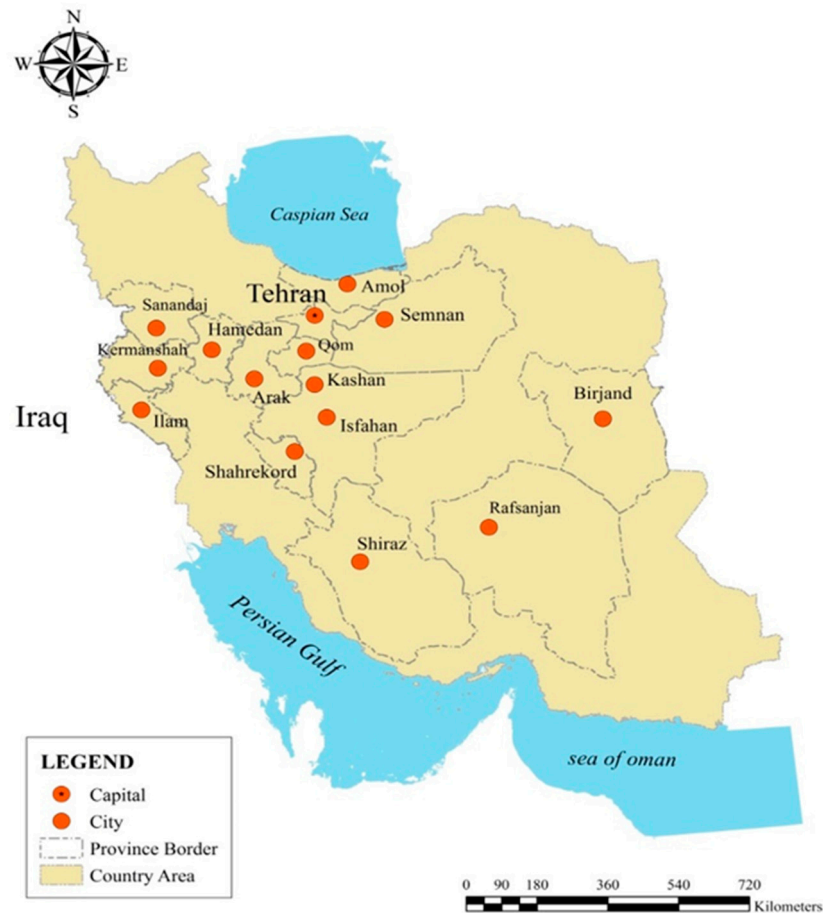 N
W
E
S
Caspian Sea
Amol
Tehran
Semnan
Sanandaj
Hamedan
Qom
Kermanshah
Kashan
Arak
Birjand
Iraq
Ilam
Isfahan
Shahrekord
Rafsanjan
Shiraz
Persian Gulf
sea of oman
LEGEND
Capital
City
Province Border
Country Area
0 90 180 360 540 720
Kilometers